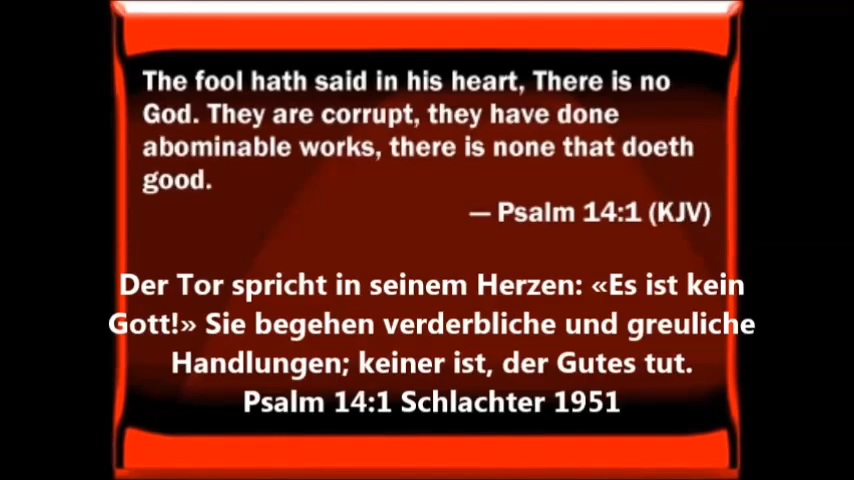 The fool hath said in his heart, There is no
God. They are corrupt, they have done
abominable works, there is none that doeth
good.
— Psalm 14:1 (KJV)
Der Tor spricht in seinem Herzen: «Es ist kein
Gott!» Sie begehen verderbliche und greuliche
Handlungen; keiner ist, der Gutes tut.
Psalm 14:1 Schlachter 1951